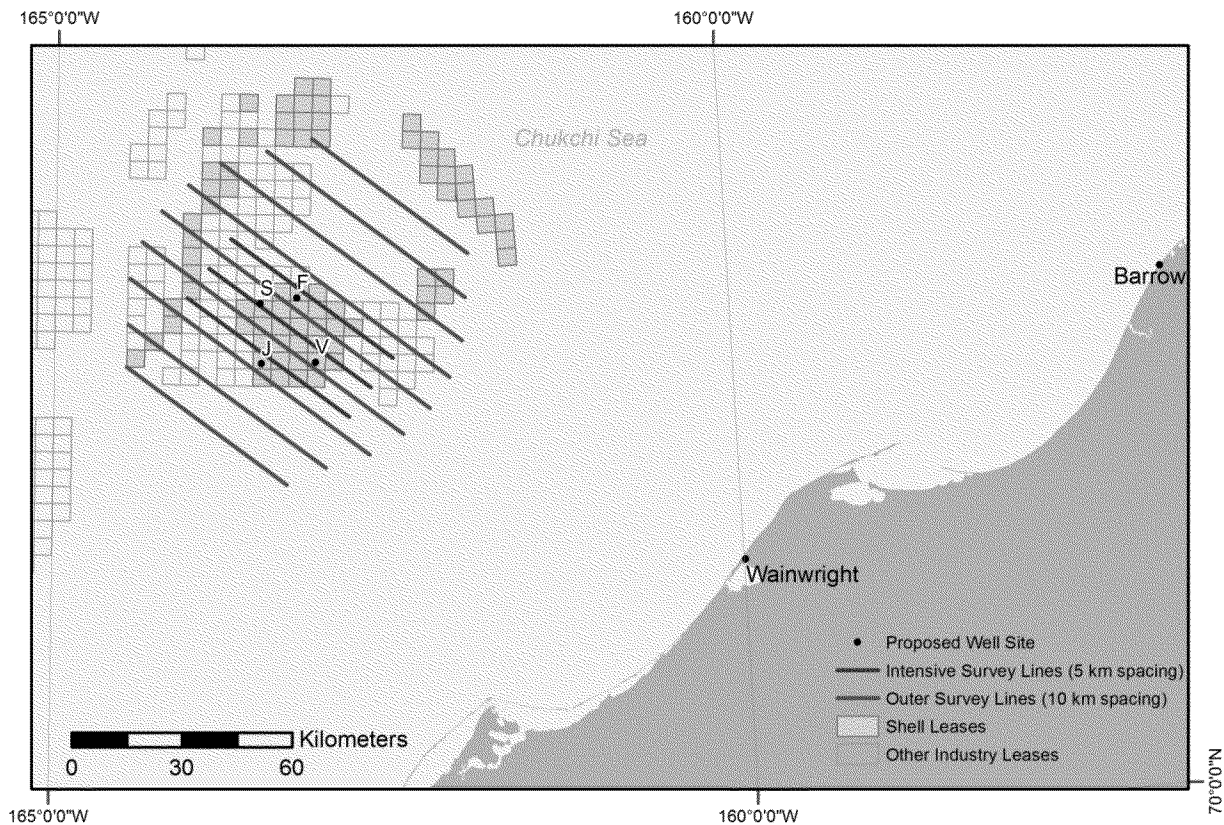 165°0'0"W
160°0'0"W
Chukchi Sea
Barrow
S
F
J
V
Wainwright
Proposed Well Site
Intensive Survey Lines (5 km spacing)
Outer Survey Lines (10 km spacing)
Shell Leases
Other Industry Leases
Kilometers
0 30 60
70°0'0"N
165°0'0"W
160°0'0"W